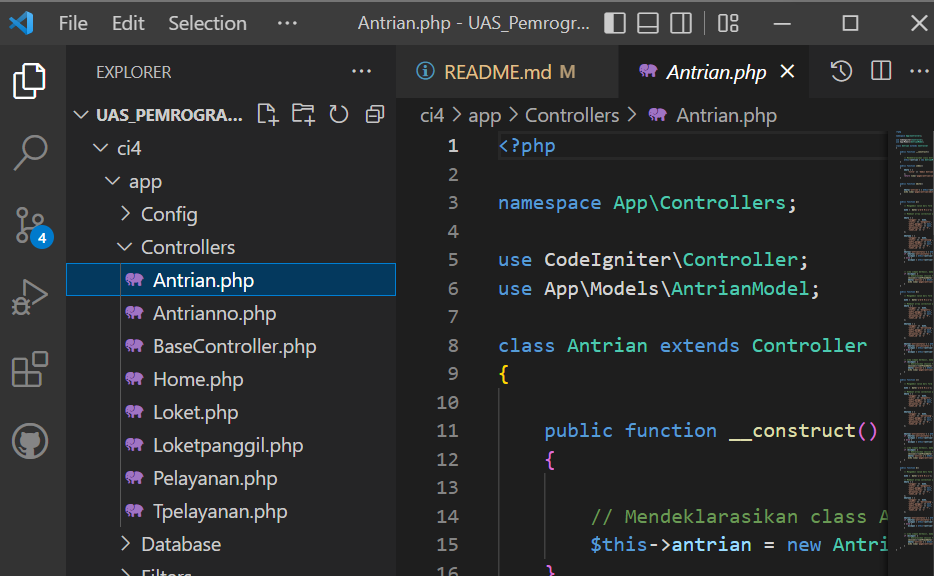 File Edit Selection ··· Antrian.php - UAS_Pemrogr...
EXPLORER ···
README.md M
Antrian.php
UAS_PEMROGRA...
ci4
app
Config
Controllers
Antrian.php
Antrianno.php
BaseController.php
Home.php
Loket.php
Loketpanggil.php
Pelayanan.php
Tpelayanan.php
Database
Filters
4
ci4 > app > Controllers > Antrian.php
1 <?php
2
3 namespace App\Controllers;
4
5 use CodeIgniter\Controller;
6 use App\Models\AntrianModel;
7
8 class Antrian extends Controller
9 {
10
11 public function __construct()
12 {
13
14 // Mendeklarasikan class A
15 $this->antrian = new Antri
16 }